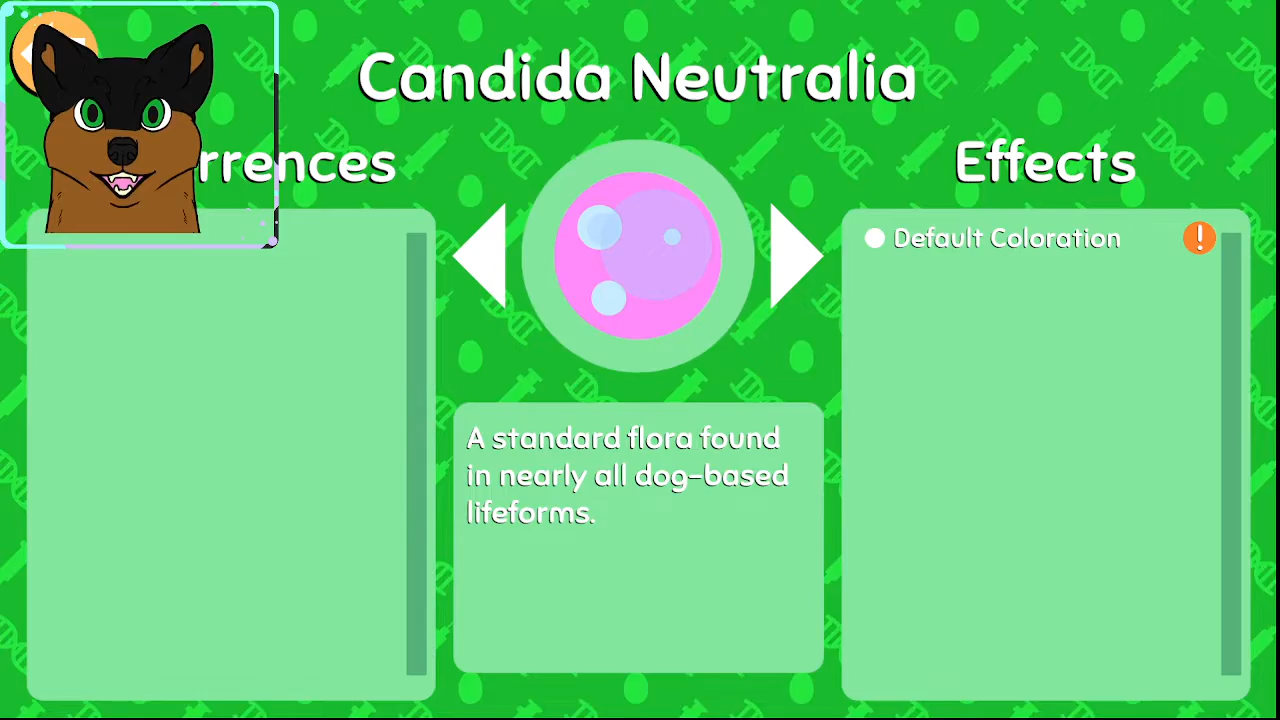 Candida Neutralia
rrences
Effects
Default Coloration
!
A standard flora found
in nearly all dog-based
lifeforms.